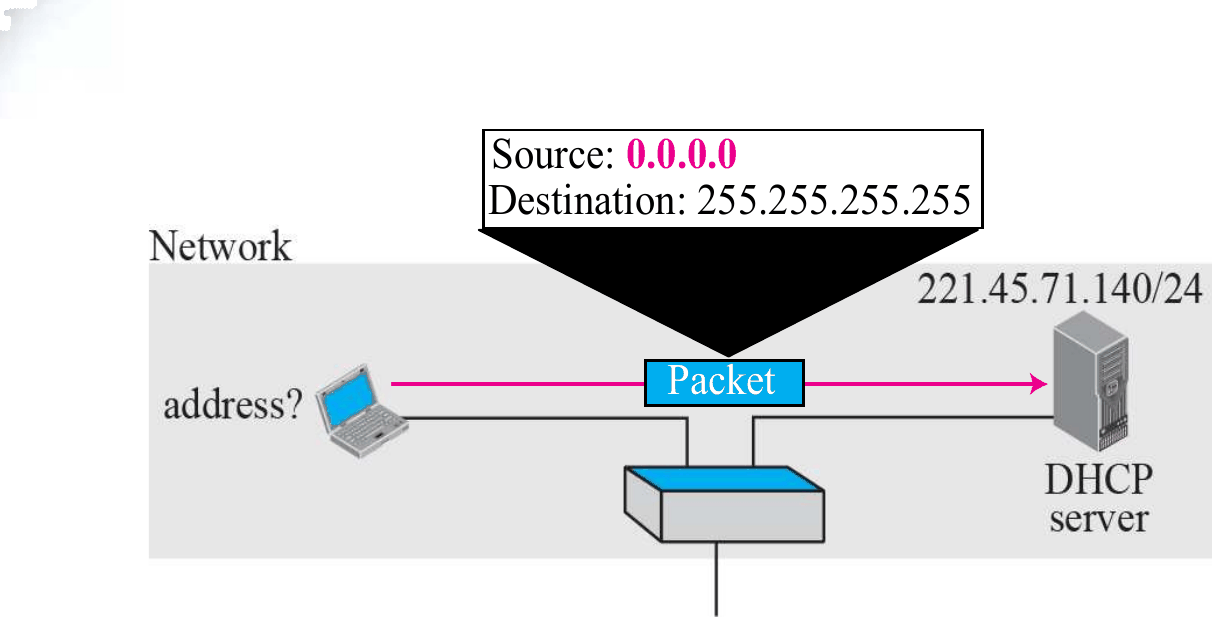 Source: 0.0.0.0
Destination: 255.255.255.255
Network
221.45.71.140/24
Packet
address?
DHCP
server